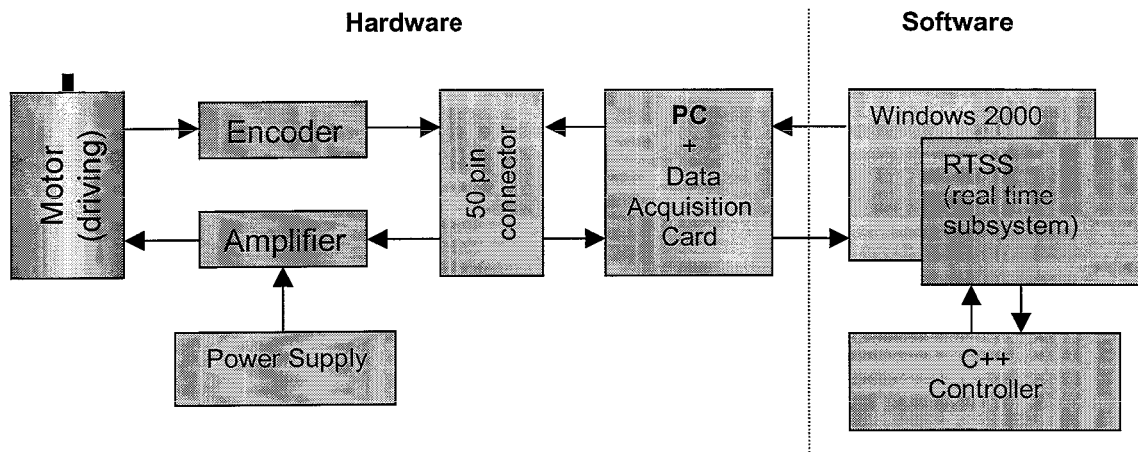 Hardware
Software
Motor
(driving)
Encoder
Amplifier
Power Supply
50 pin
connector
PC
+
Data
Acquisition
Card
Windows 2000
RTSS
(real time
subsystem)
C++
Controller